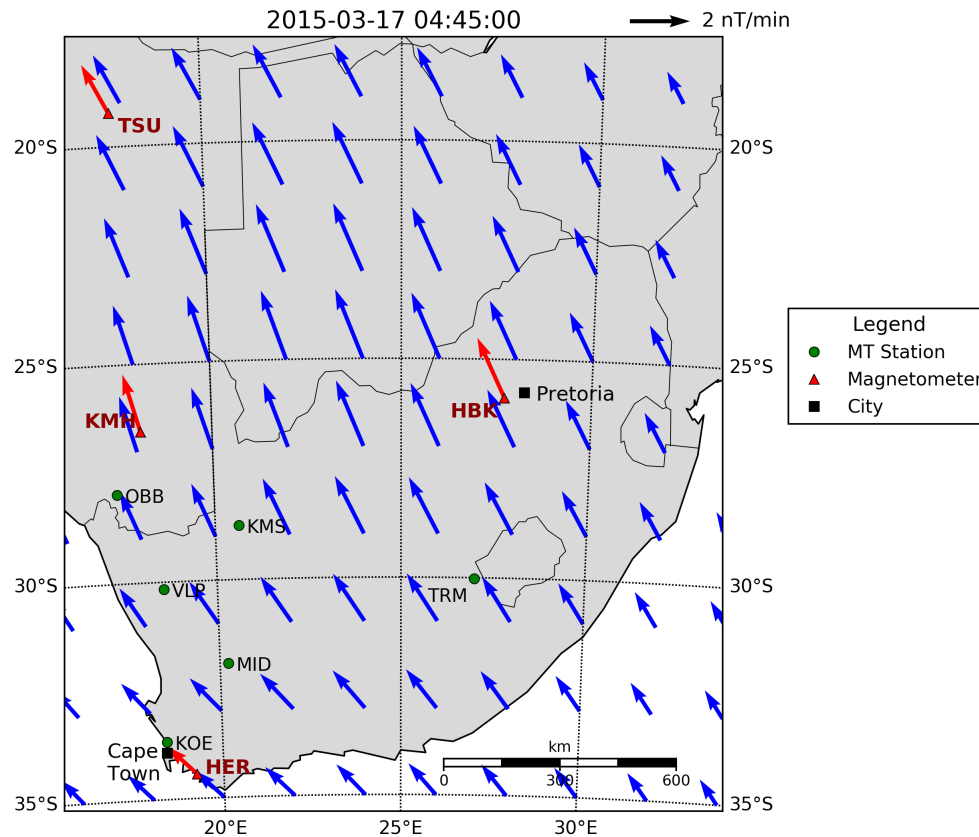 2015-03-17 04:45:00
2 nT/min
TSU
20°S
20°S
25°S
25°S
Legend
MT Station
Magnetometer
City
Pretoria
HBK
KMH
OBB
KMS
30°S
30°S
VLP
TRM
MID
KOE
Cape
Town
HER
km
0
300
600
35°S
35°S
20°E
25°E
30°E